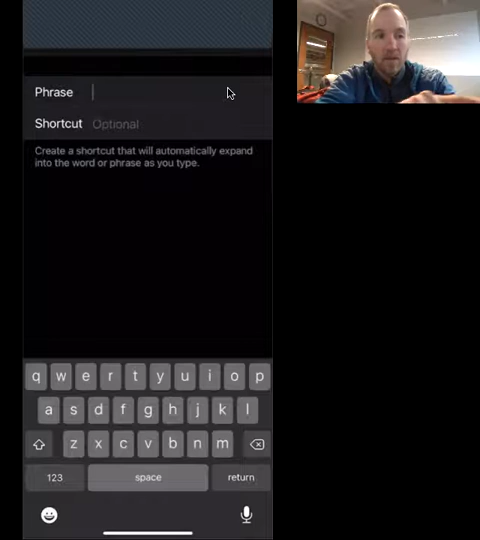 Phrase
Shortcut Optional
Create a shortcut that will automatically expand
into the word or phrase as you type.
q w e r t y u i o p
a s d f g h j k l
z x c v b n m
123 space return